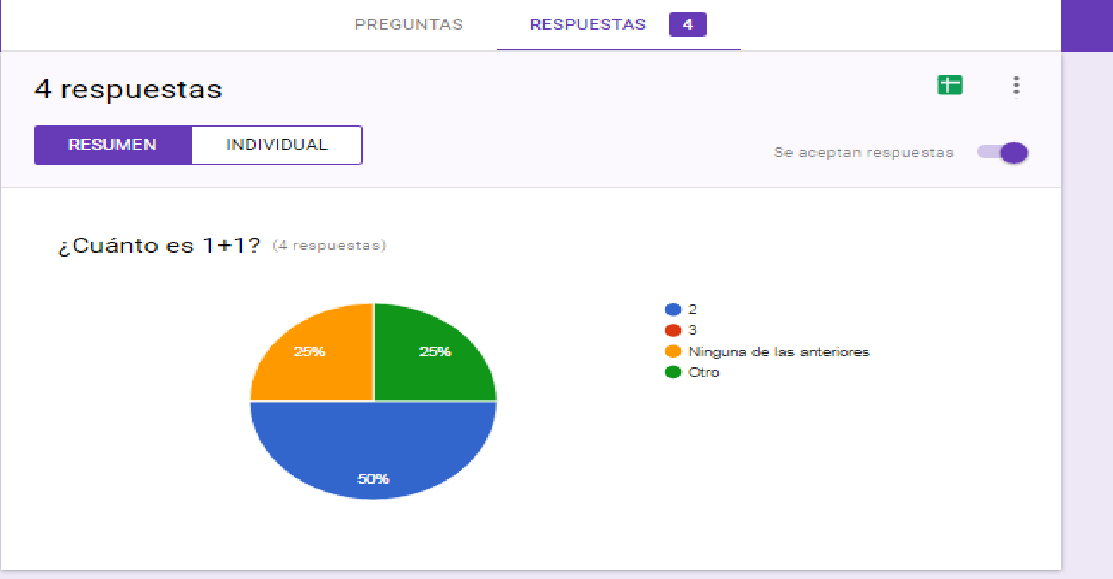 PREGUNTAS RESPUESTAS 4
4 respuestas
RESUMEN INDIVIDUAL
Se aceptan respuestas
¿Cuánto es 1+1? (4 respuestas)
25% 25%
50%
2
3
Ninguna de las anteriores
Otro